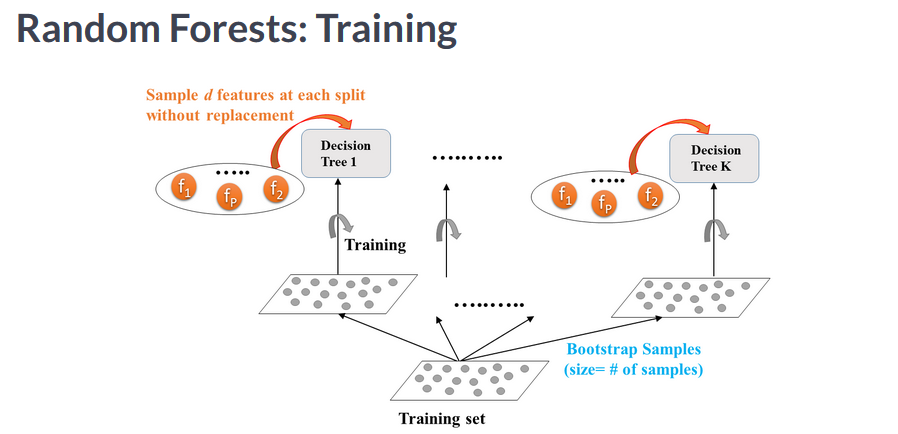 Random Forests: Training
Sample d features at each split
without replacement
Decision
Tree 1
..........
Decision
Tree K
.....
f1
fp
f2
.....
f1
fp
f2
Training
..........
Bootstrap Samples
(size= # of samples)
Training set